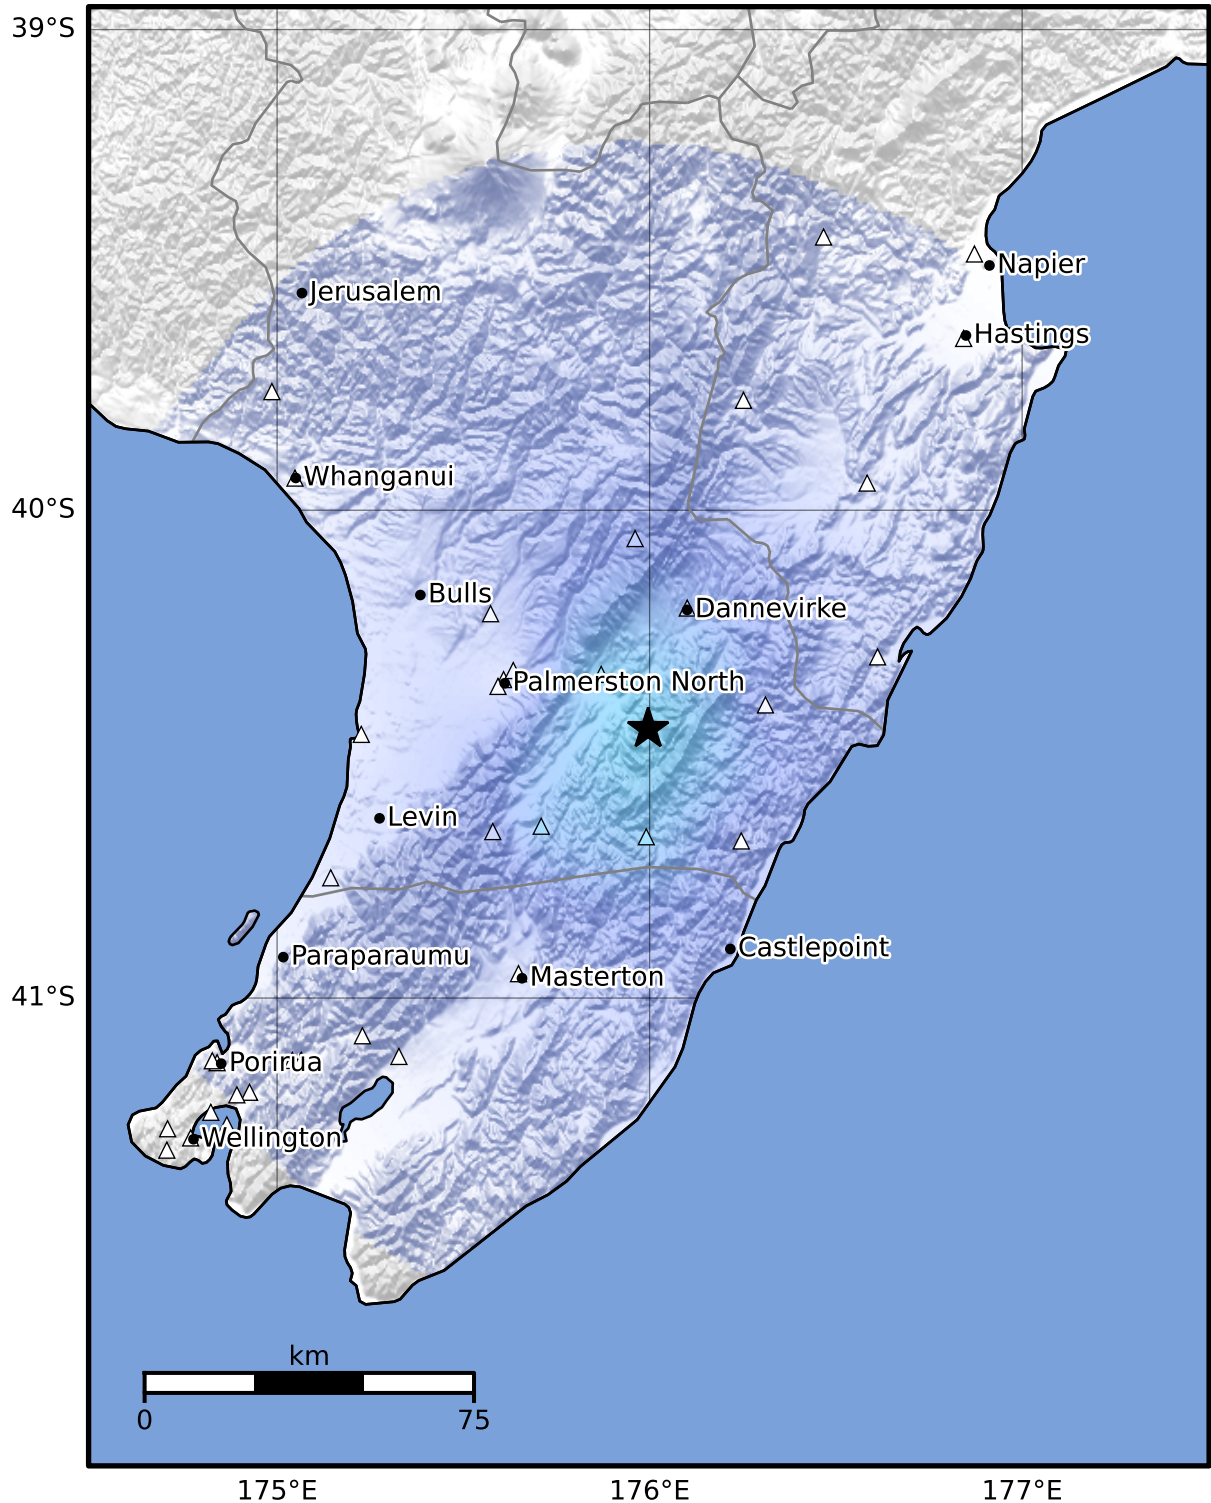 39°S
Napier
Jerusalem
Hastings
Whanganui
40°S
Bulls
Dannevirke
Palmerston North
Levin
Castlepoint
Paraparaumu
Masterton
41°S
Porirua
Wellington
km
0 75
175°E 176°E 177°E